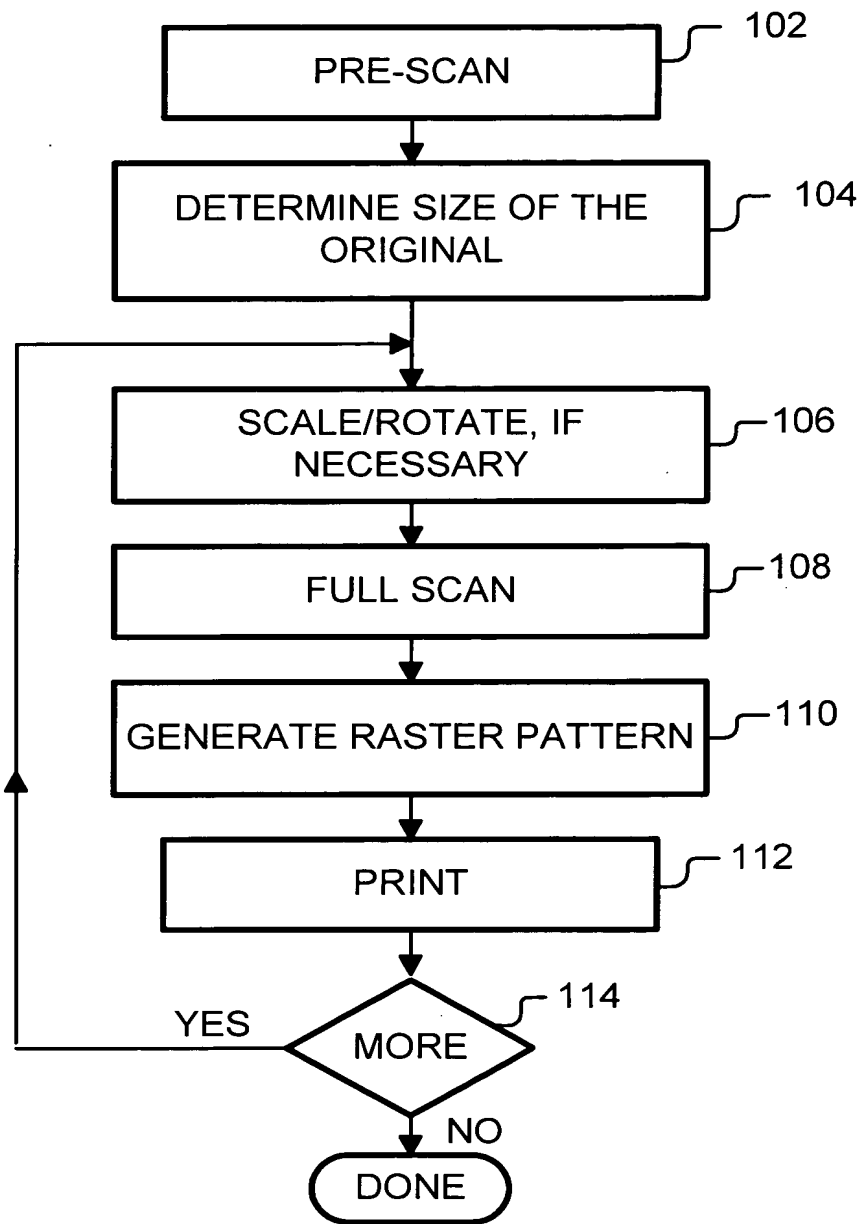 102
PRE-SCAN
104
DETERMINE SIZE OF THE
ORIGINAL
SCALE/ROTATE, IF
NECESSARY
106
FULL SCAN
108
GENERATE RASTER PATTERN
110
PRINT
112
114
YES
MORE
NO
DONE